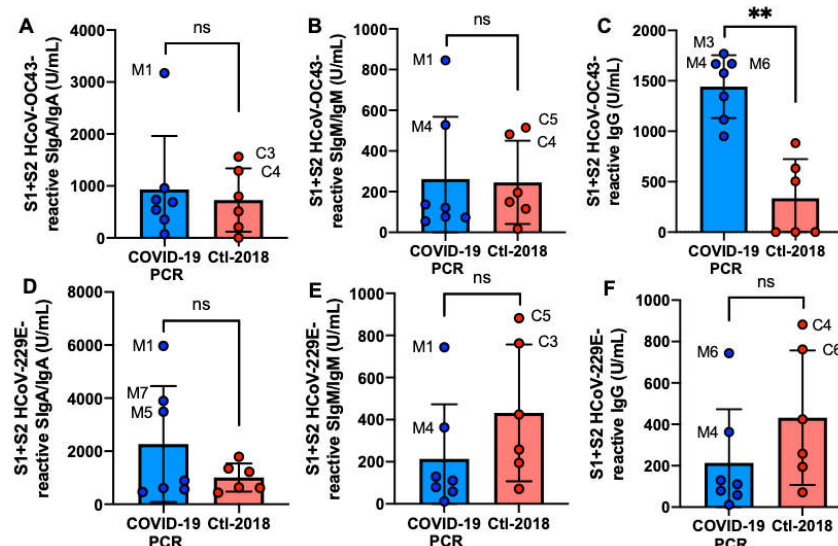 A
S1+S2 HCoV-OC43-
reactive SIgA/IgA (U/mL)
4000
3000
2000
1000
0
ns
M1
C3
C4
COVID-19
PCR
Ctl-2018
B
S1+S2 HCoV-OC43-
reactive SIgM/IgM (U/mL)
1000
800
600
400
200
0
ns
M1
M4
C5
C4
COVID-19
PCR
Ctl-2018
C
S1+S2 HCoV-OC43-
reactive IgG (U/mL)
2000
1500
1000
500
0
**
M3
M4
M6
COVID-19
PCR
Ctl-2018
D
S1+S2 HCoV-229E-
reactive SIgA/IgA (U/mL)
8000
6000
4000
2000
0
ns
M1
M7
M5
COVID-19
PCR
Ctl-2018
E
S1+S2 HCoV-229E-
reactive SIgM/IgM (U/mL)
1000
800
600
400
200
0
ns
M1
M4
C5
C3
COVID-19
PCR
Ctl-2018
F
S1+S2 HCoV-229E-
reactive IgG (U/mL)
1000
800
600
400
200
0
ns
M6
M4
C4
C6
COVID-19
PCR
Ctl-2018